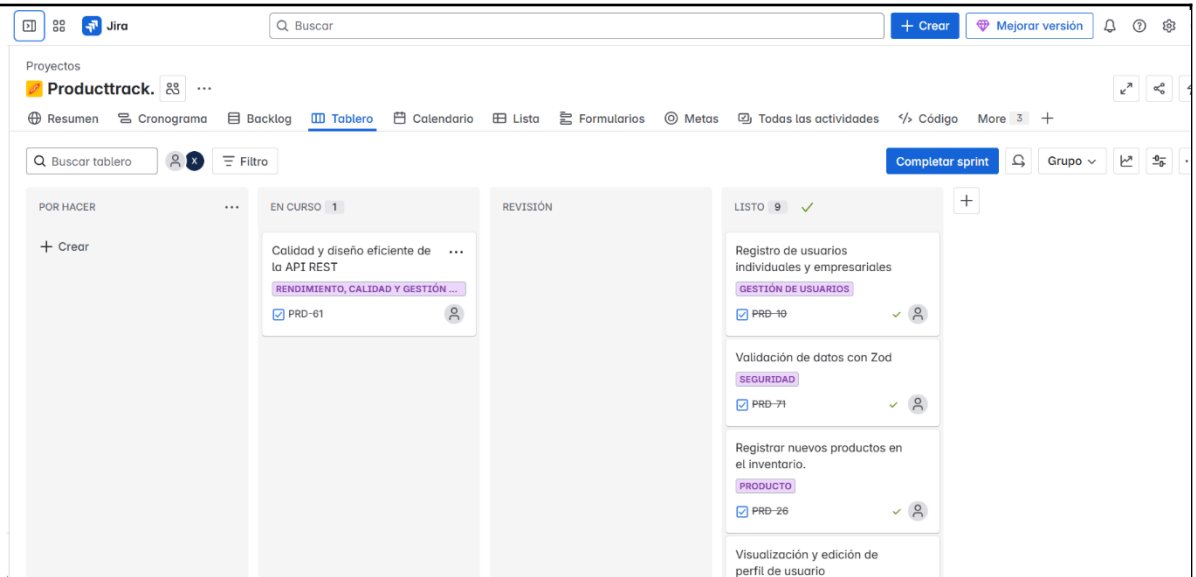 Jira
Buscar
+ Crear
Mejorar versión
Proyectos
Producttrack.
Resumen
Cronograma
Backlog
Tablero
Calendario
Lista
Formularios
Metas
Todas las actividades
Código
More 3
Buscar tablero
X
Filtro
Completar sprint
Grupo
POR HACER
+ Crear
EN CURSO 1
Calidad y diseño eficiente de
la API REST
RENDIMIENTO, CALIDAD Y GESTIÓN ...
PRD-61
REVISIÓN
LISTO 9
Registro de usuarios
individuales y empresariales
GESTIÓN DE USUARIOS
PRD-10
Validación de datos con Zod
SEGURIDAD
PRD-71
Registrar nuevos productos en
el inventario.
PRODUCTO
PRD-26
Visualización y edición de
perfil de usuario